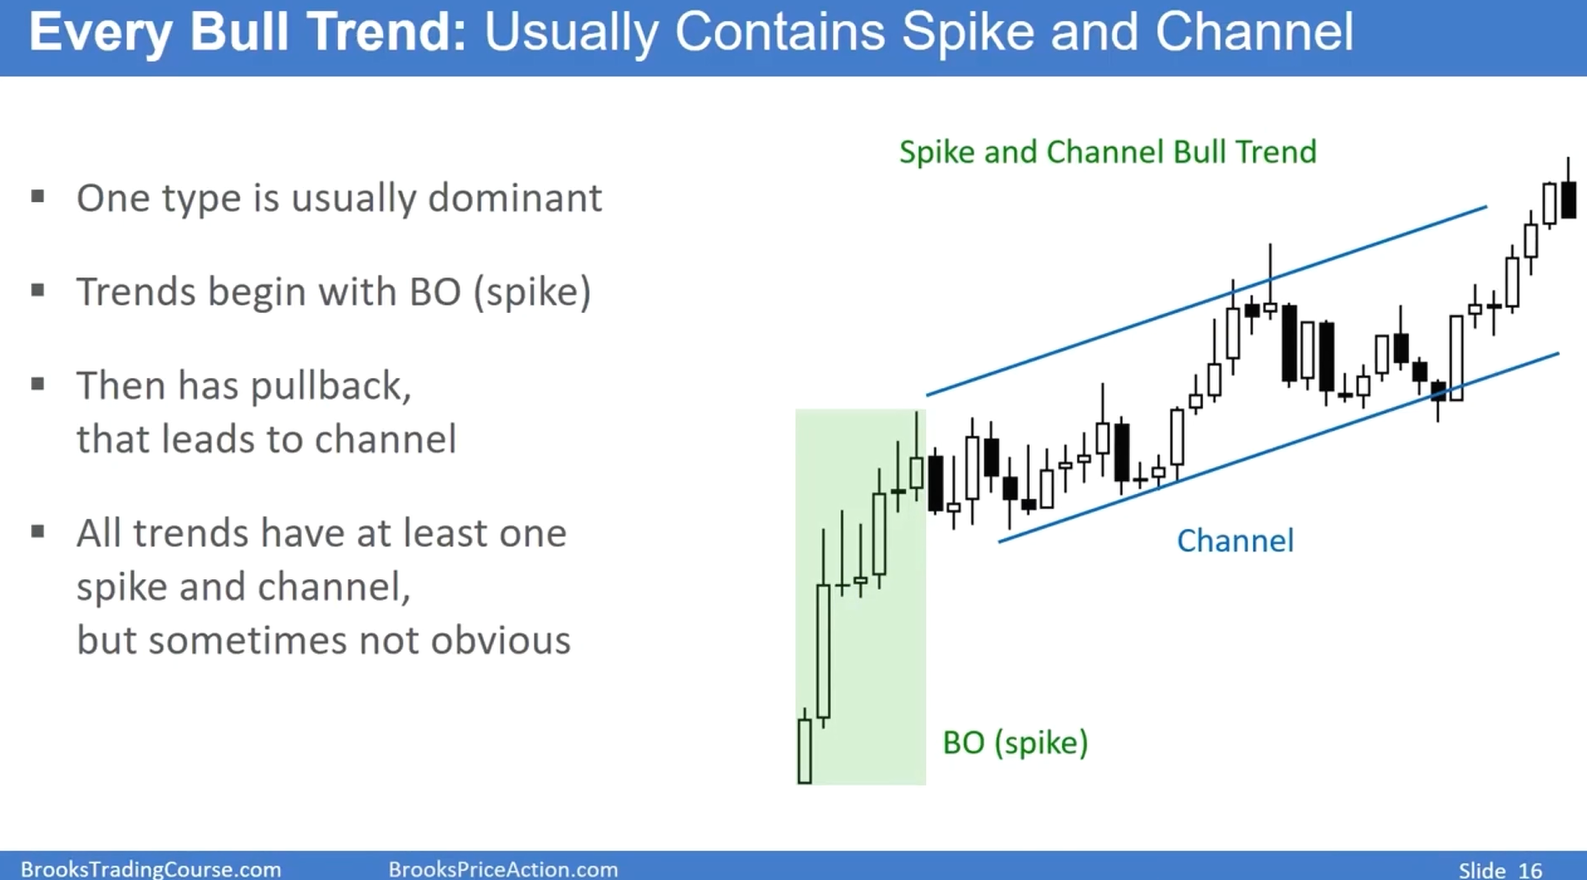 Every Bull Trend: Usually Contains Spike and Channel
▪ One type is usually dominant
▪ Trends begin with BO (spike)
▪ Then has pullback,
that leads to channel
▪ All trends have at least one
spike and channel,
but sometimes not obvious
Spike and Channel Bull Trend
Channel
BO (spike)
BrooksTradingCourse.com
BrooksPriceAction.com
Slide 16